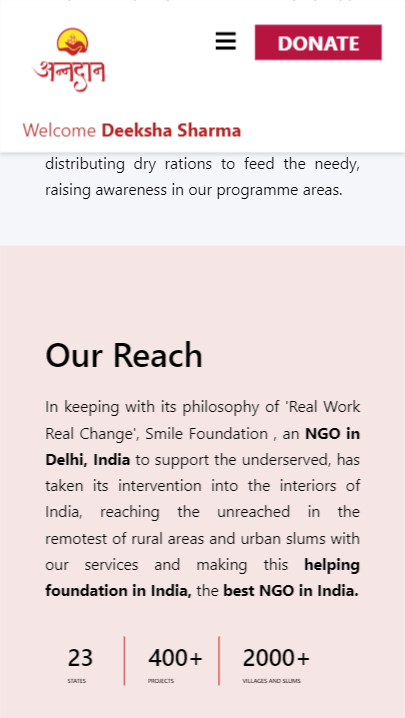 अन्नदान
DONATE
Welcome Deeksha Sharma
distributing dry rations to feed the needy,
raising awareness in our programme areas.
Our Reach
In keeping with its philosophy of 'Real Work
Real Change', Smile Foundation , an NGO in
Delhi, India to support the underserved, has
taken its intervention into the interiors of
India, reaching the unreached in the
remotest of rural areas and urban slums with
our services and making this helping
foundation in India, the best NGO in India.
23 400+ 2000+
STATES PROJECTS VILLAGES AND SLUMS